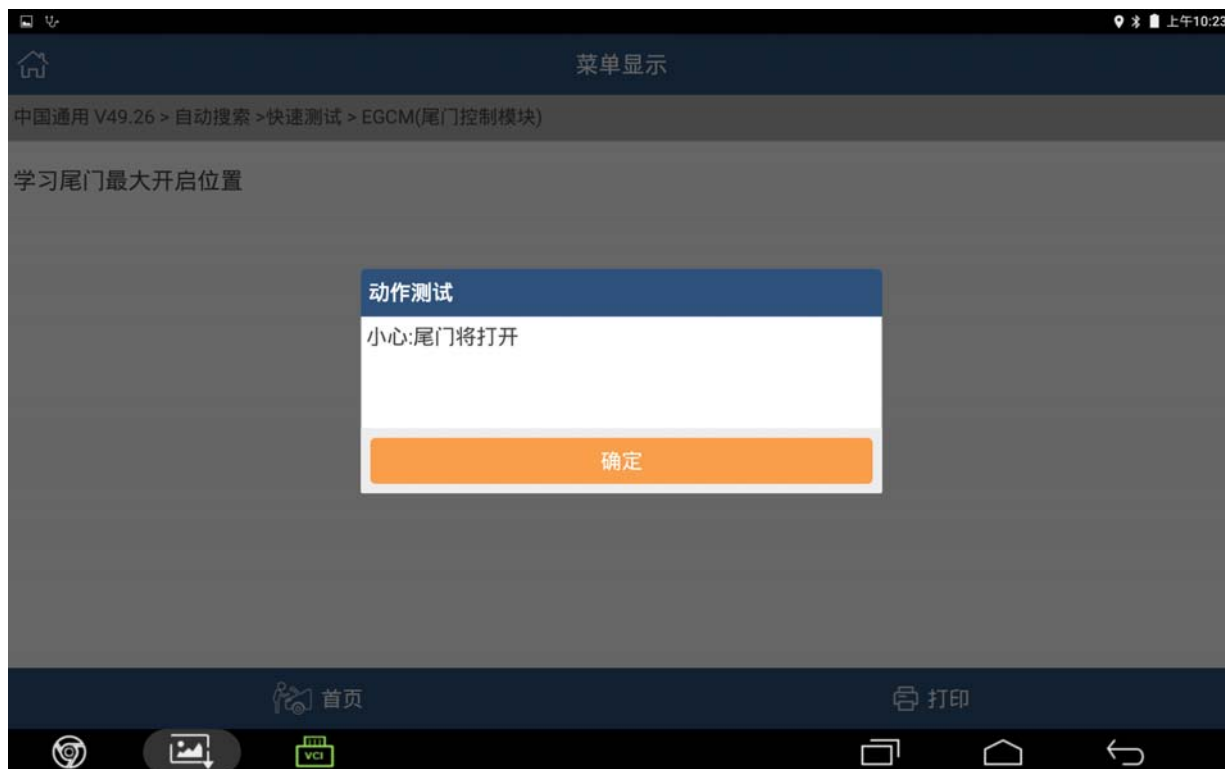 上午10:23
菜单显示
中国通用 V49.26 > 自动搜索 >快速测试 > EGCM(尾门控制模块)
学习尾门最大开启位置
动作测试
小心:尾门将打开
确定
首页
打印
VCI